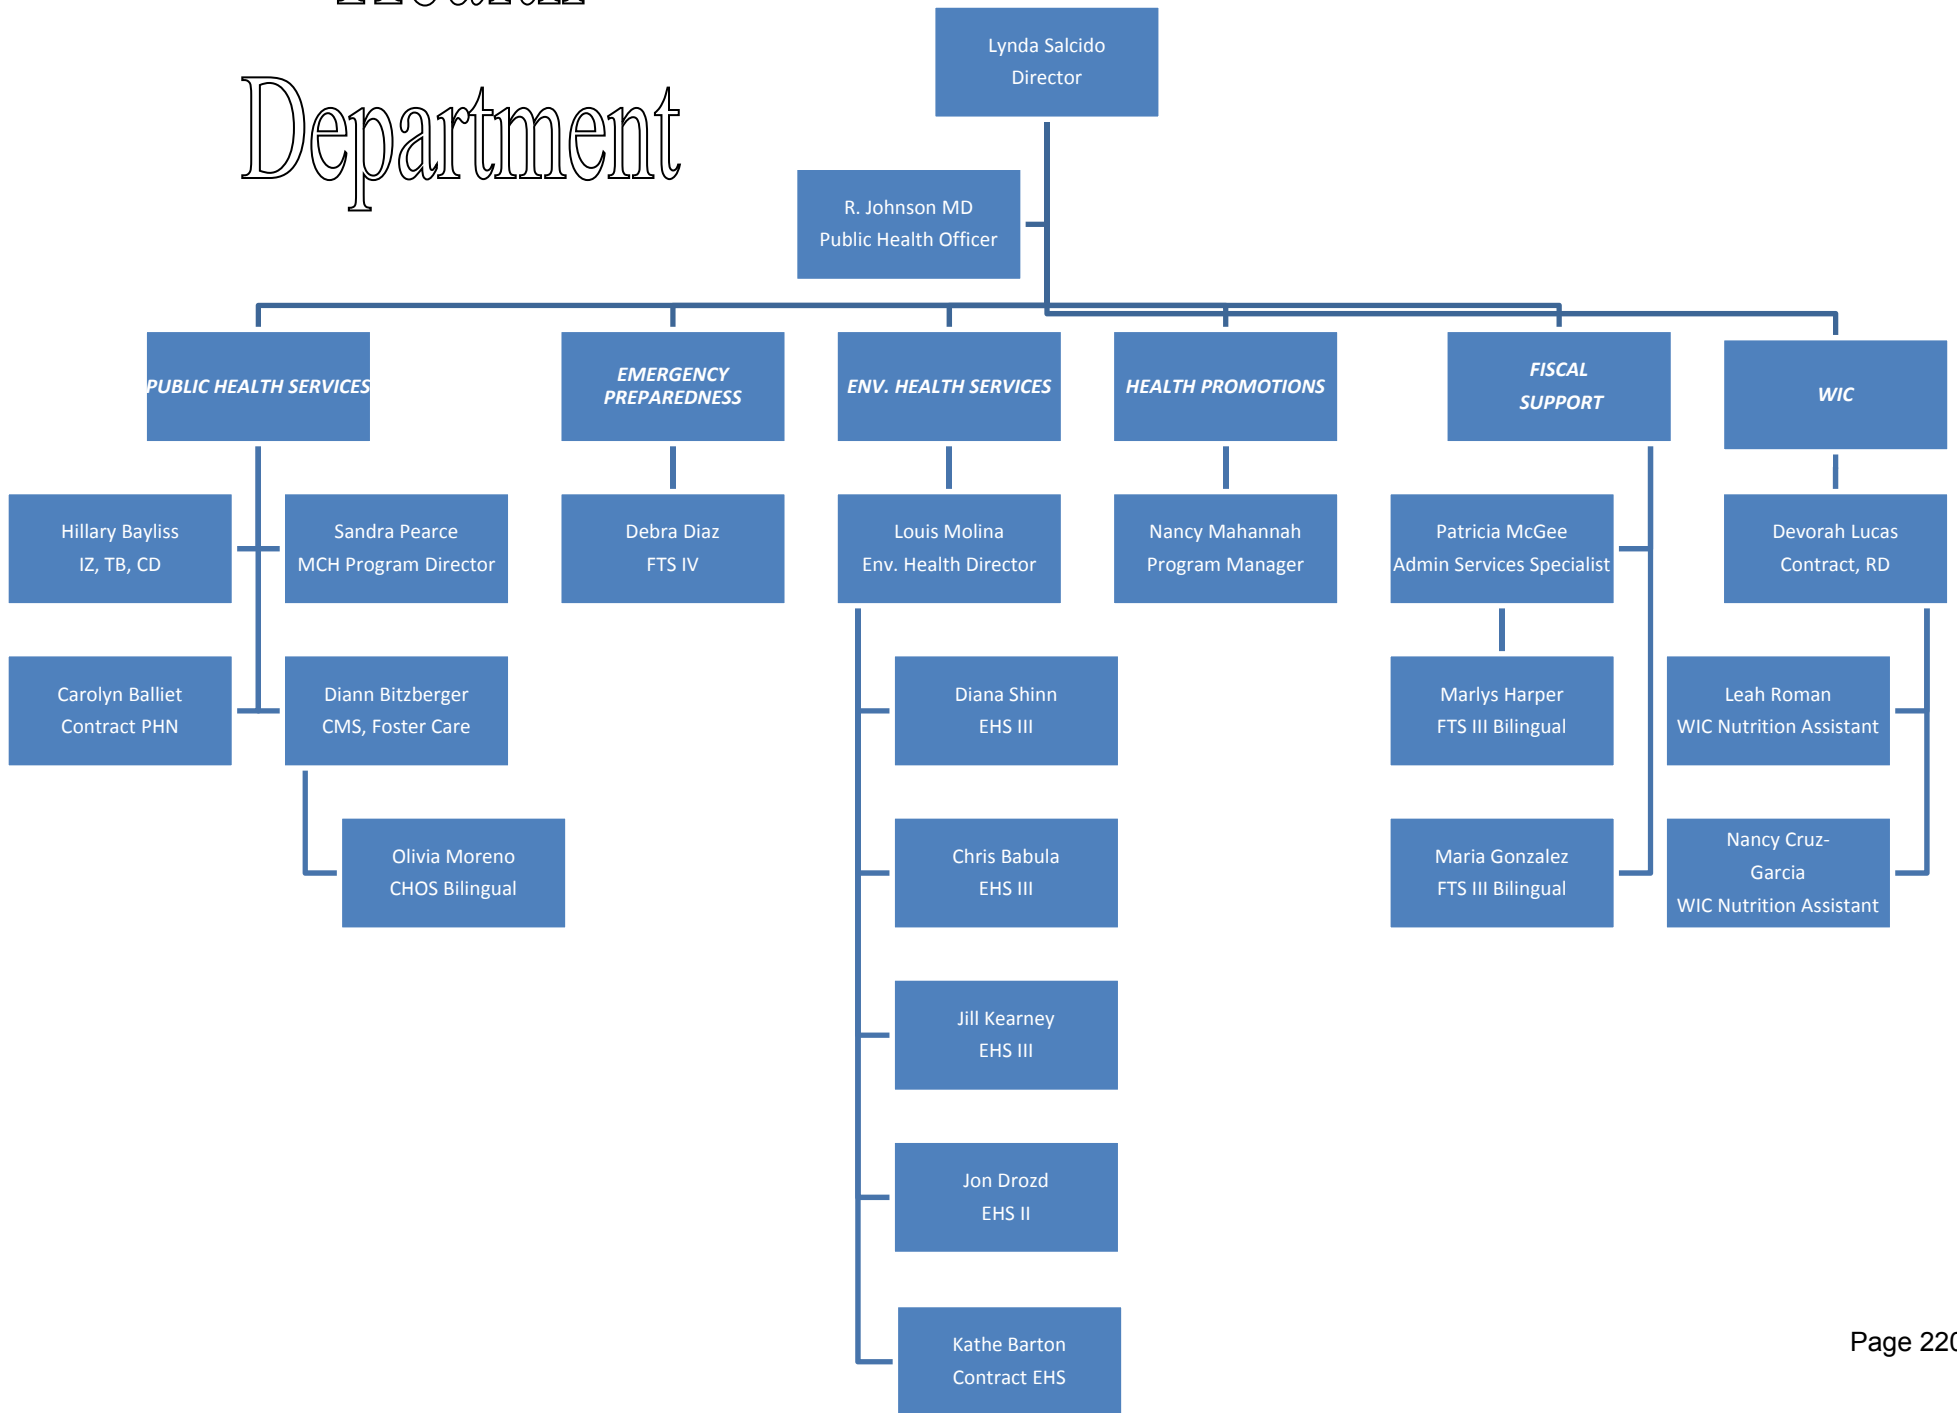 Department
Lynda Salcido
Director
R. Johnson MD
Public Health Officer
PUBLIC HEALTH SERVICES
EMERGENCY
PREPAREDNESS
ENV. HEALTH SERVICES
HEALTH PROMOTIONS
FISCAL
SUPPORT
WIC
Hillary Bayliss
IZ, TB, CD
Sandra Pearce
MCH Program Director
Debra Diaz
FTS IV
Louis Molina
Env. Health Director
Nancy Mahannah
Program Manager
Patricia McGee
Admin Services Specialist
Devorah Lucas
Contract, RD
Carolyn Balliet
Contract PHN
Diann Bitzberger
CMS, Foster Care
Diana Shinn
EHS III
Marlys Harper
FTS III Bilingual
Leah Roman
WIC Nutrition Assistant
Olivia Moreno
CHOS Bilingual
Chris Babula
EHS III
Maria Gonzalez
FTS III Bilingual
Nancy Cruz-
Garcia
WIC Nutrition Assistant
Jill Kearney
EHS III
Jon Drozd
EHS II
Kathe Barton
Contract EHS
Page 220